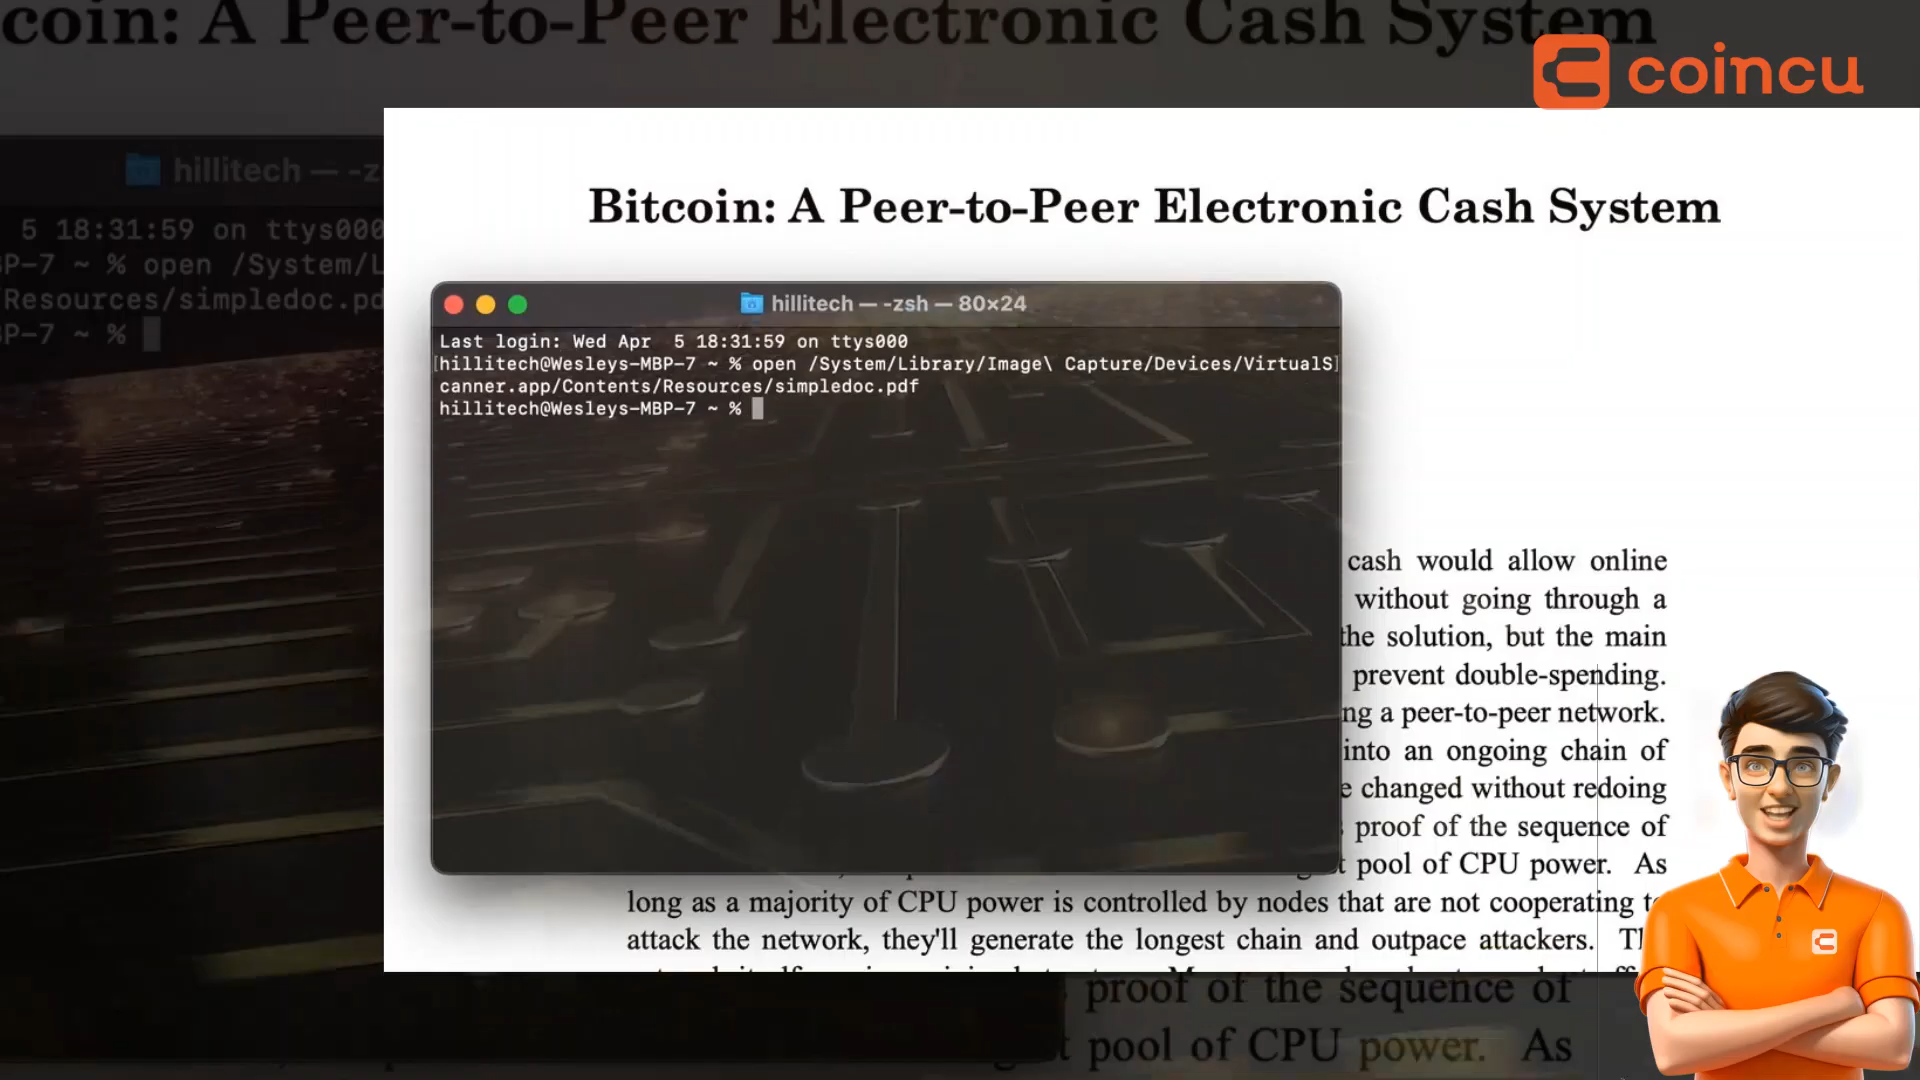 coin: A Peer-to-Peer Electronic Cash System
coincu
hillitech — -z
5 18:31:59 on ttys000
P-7 ~ % open /System/L
Resources/simpledoc.pd
P-7 ~ %
Bitcoin: A Peer-to-Peer Electronic Cash System
hillitech — -zsh — 80×24
Last login: Wed Apr  5 18:31:59 on ttys000
[hillitech@Wesleys-MBP-7 ~ % open /System/Library/Image\ Capture/Devices/VirtualS]
canner.app/Contents/Resources/simpledoc.pdf
hillitech@Wesleys-MBP-7 ~ %
cash would allow online
without going through a
the solution, but the main
prevent double-spending.
ng a peer-to-peer network.
into an ongoing chain of
e changed without redoing
proof of the sequence of
t pool of CPU power. As
long as a majority of CPU power is controlled by nodes that are not cooperating to
attack the network, they'll generate the longest chain and outpace attackers. Th
proof of the sequence of
t pool of CPU power. As